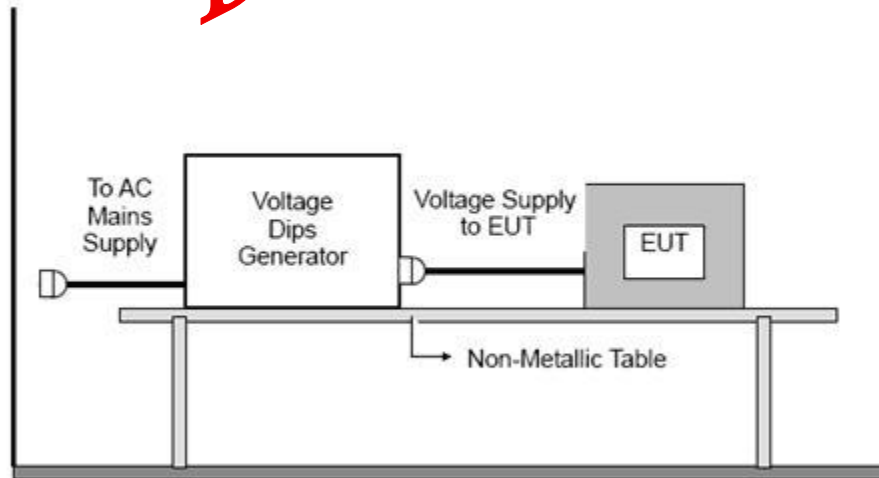 To AC
Mains
Supply
Voltage
Dips
Generator
Voltage Supply
to EUT
EUT
Non-Metallic Table